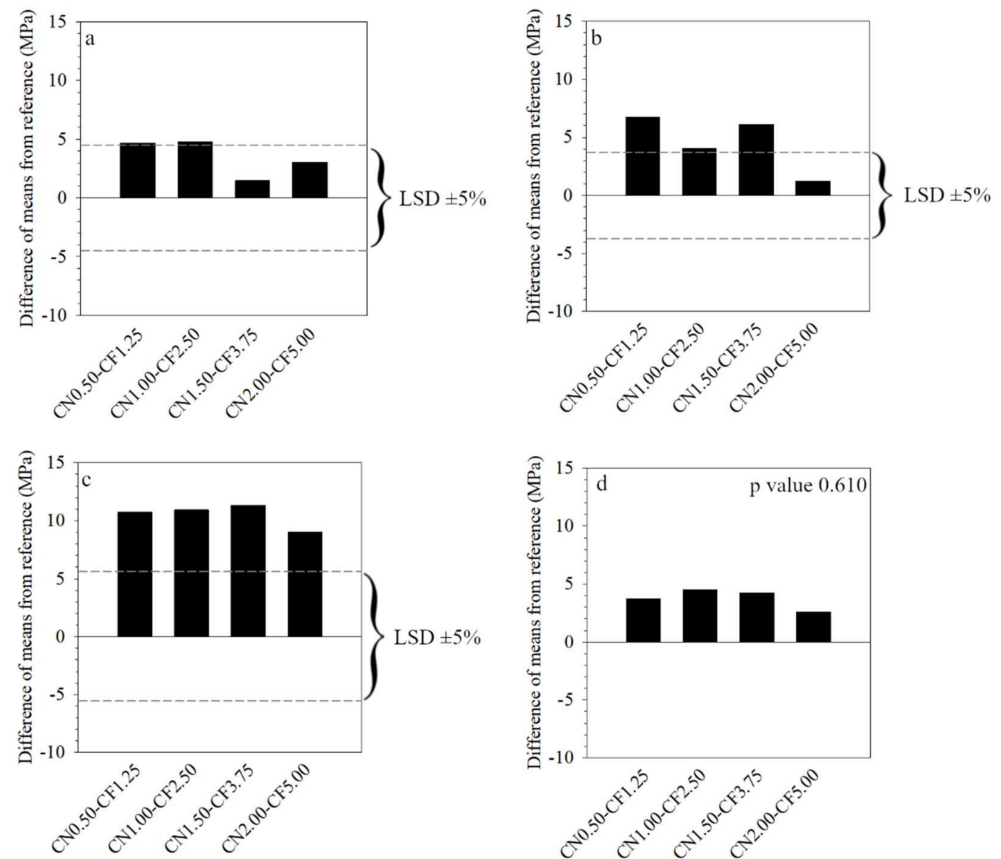 Difference of means from reference (MPa)
a
15
10
5
0
-5
-10
LSD ±5%
CN0.50-CF1.25
CN1.00-CF2.50
CN1.50-CF3.75
CN2.00-CF5.00
Difference of means from reference (MPa)
b
15
10
5
0
-5
-10
LSD ±5%
CN0.50-CF1.25
CN1.00-CF2.50
CN1.50-CF3.75
CN2.00-CF5.00
Difference of means from reference (MPa)
c
15
10
5
0
-5
-10
LSD ±5%
CN0.50-CF1.25
CN1.00-CF2.50
CN1.50-CF3.75
CN2.00-CF5.00
Difference of means from reference (MPa)
d
p value 0.610
15
10
5
0
-5
-10
CN0.50-CF1.25
CN1.00-CF2.50
CN1.50-CF3.75
CN2.00-CF5.00